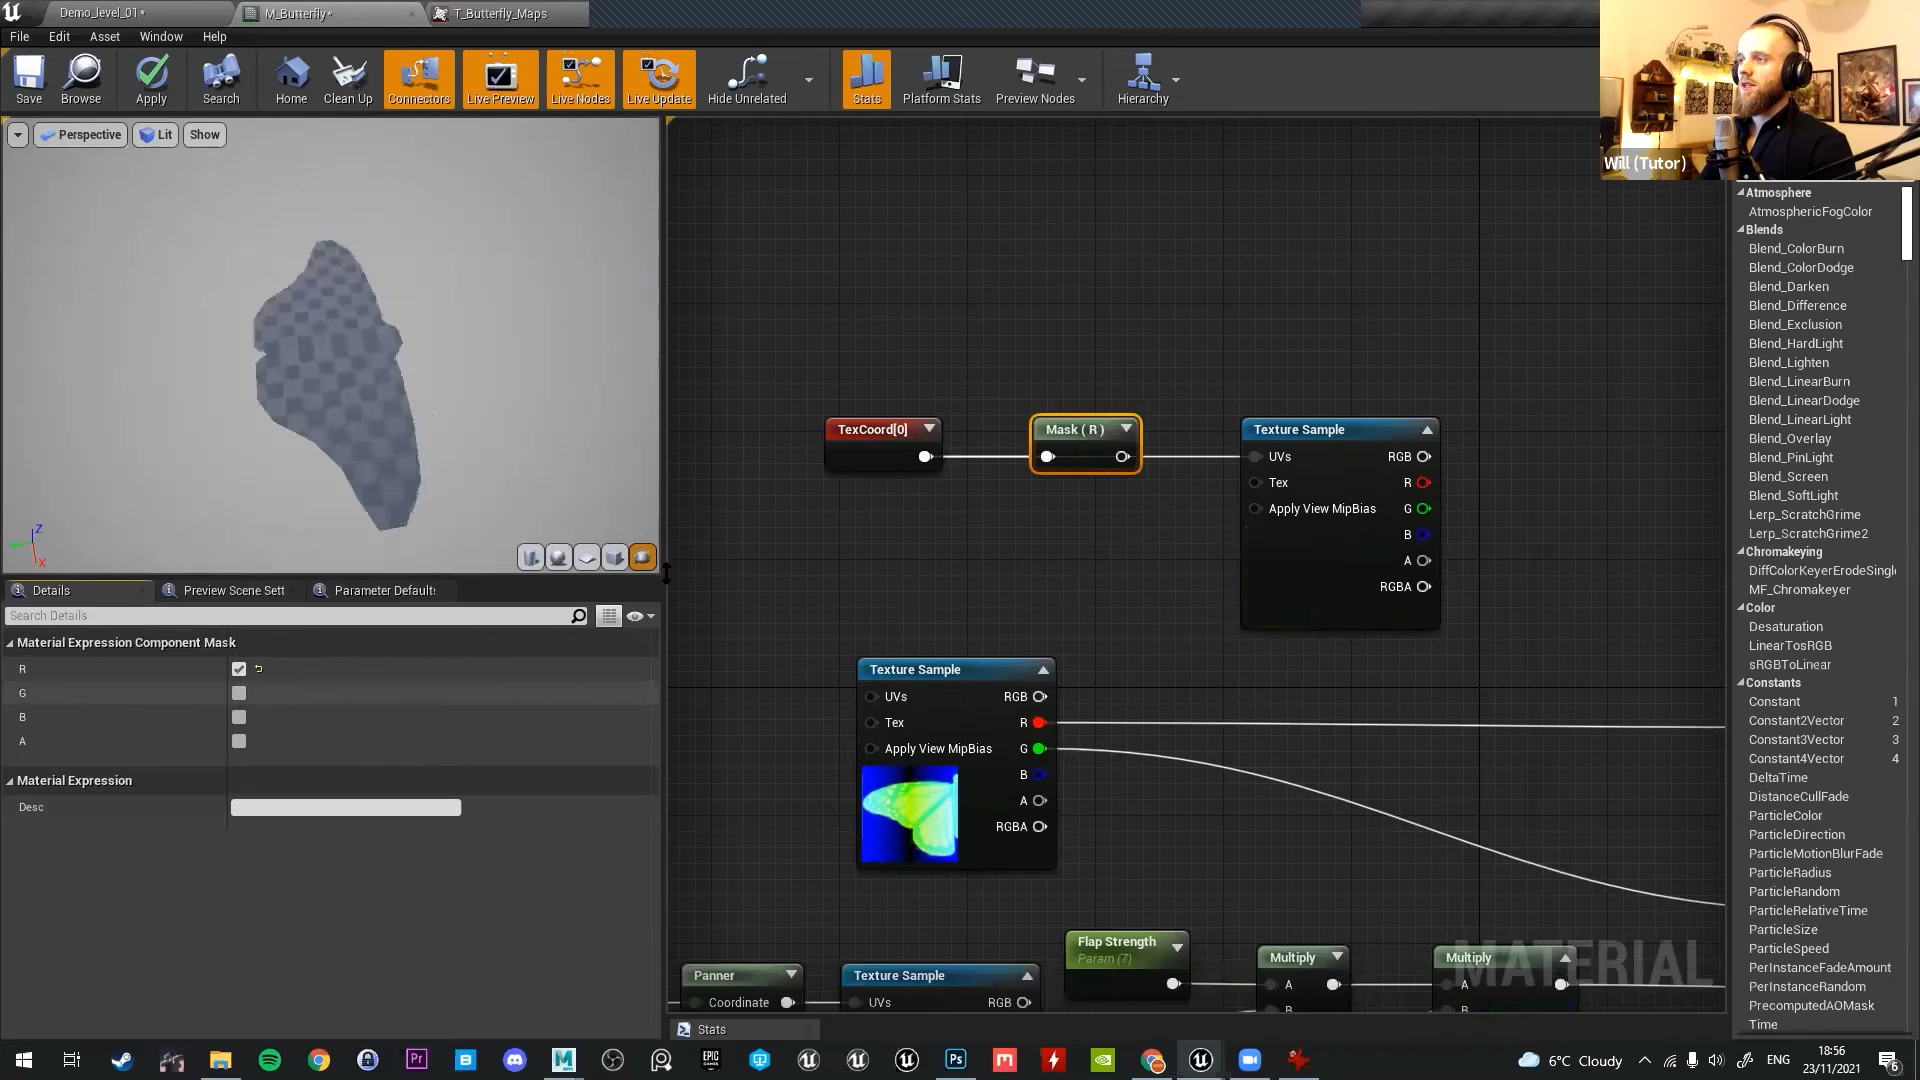 Demo_level_01*
M_Butterfly*
T_Butterfly_Maps
File Edit Asset Window Help
Save Browse Apply Search Home Clean Up Connectors Live Preview Live Nodes Live Update Hide Unrelated Stats Platform Stats Preview Nodes Hierarchy
Will (Tutor)
Perspective Lit Show
Z
X
Details
Preview Scene Sett
Parameter Defaults
Search Details
Material Expression Component Mask
R
G
B
A
Material Expression
Desc
TexCoord[0]
Mask ( R )
Texture Sample
UVs RGB
Tex R
Apply View MipBias G
B
A
RGBA
Texture Sample
UVs RGB
Tex R
Apply View MipBias G
B
A
RGBA
Flap Strength
Param (7)
Panner
Coordinate
Texture Sample
UVs RGB
Multiply
A
B
Multiply
A
B
MATERIAL
Stats
Atmosphere
AtmosphericFogColor
Blends
Blend_ColorBurn
Blend_ColorDodge
Blend_Darken
Blend_Difference
Blend_Exclusion
Blend_HardLight
Blend_Lighten
Blend_LinearBurn
Blend_LinearDodge
Blend_LinearLight
Blend_Overlay
Blend_PinLight
Blend_Screen
Blend_SoftLight
Lerp_ScratchGrime
Lerp_ScratchGrime2
Chromakeying
DiffColorKeyerErodeSingle
MF_Chromakeyer
Color
Desaturation
LinearTosRGB
sRGBToLinear
Constants
Constant 1
Constant2Vector 2
Constant3Vector 3
Constant4Vector 4
DeltaTime
DistanceCullFade
ParticleColor
ParticleDirection
ParticleMotionBlurFade
ParticleRadius
ParticleRandom
ParticleRelativeTime
ParticleSize
ParticleSpeed
PerInstanceFadeAmount
PerInstanceRandom
PrecomputedAOMask
Time
6°C Cloudy
ENG
18:56
23/11/2021
6